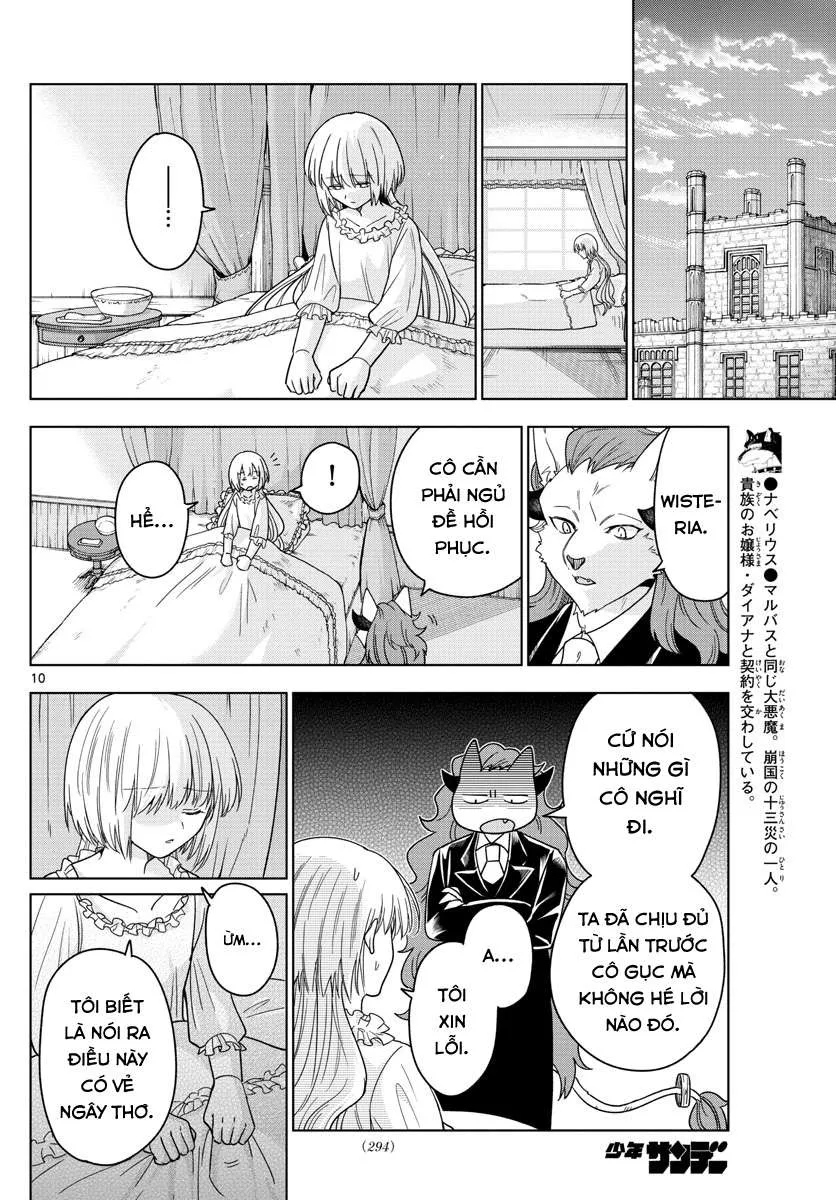 ......
WISTE-
RIA.
CÔ CẦN
PHẢI NGỦ
ĐỀ HỒI
PHỤC.
!
HỂ...
●ナベリウス●マルバスと同じ大悪魔。崩国の十三災の一人。
貴族のお嬢様・ダイアナと契約を交わしている。
10
CỨ NÓI
NHỮNG GÌ
CÔ NGHĨ
ĐI.
TA ĐÃ CHỊU ĐỦ
TỪ LẦN TRƯỚC
CÔ GỤC MÀ
KHÔNG HÉ LỜI
NÀO ĐÓ.
A...
TÔI
XIN
LỖI.
ỪM...
TÔI BIẾT
LÀ NÓI RA
ĐIỀU NÀY
CÓ VẺ
NGÂY THƠ.
(294)
少年サンデー